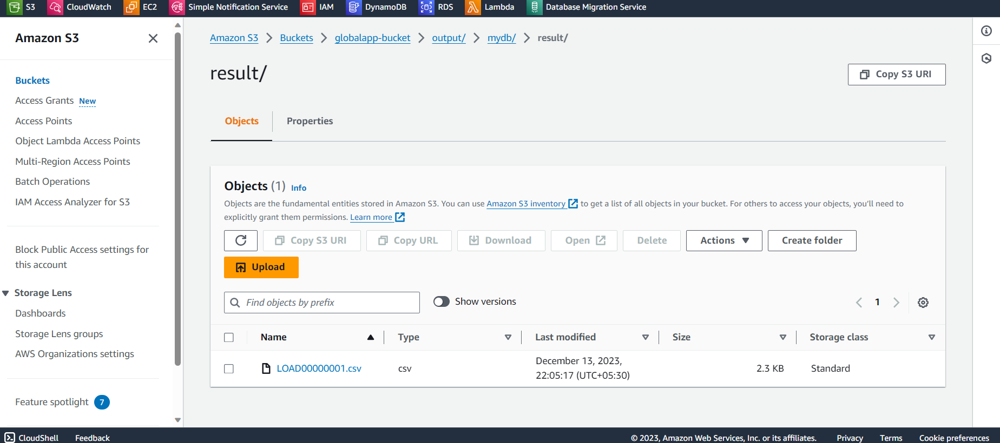 S3 CloudWatch EC2 Simple Notification Service IAM DynamoDB RDS Lambda Database Migration Service
Amazon S3
Buckets
Access Grants New
Access Points
Object Lambda Access Points
Multi-Region Access Points
Batch Operations
IAM Access Analyzer for S3
Block Public Access settings for
this account
Storage Lens
Dashboards
Storage Lens groups
AWS Organizations settings
Feature spotlight 7
Amazon S3 Buckets globalapp-bucket output/ mydb/ result/
result/
Copy S3 URI
Objects Properties
Objects (1) Info
Objects are the fundamental entities stored in Amazon S3. You can use Amazon S3 inventory to get a list of all objects in your bucket. For others to access your objects, you'll need to
explicitly grant them permissions. Learn more
Copy S3 URI Copy URL Download Open Delete Actions Create folder
Upload
Find objects by prefix Show versions 1
Name Type Last modified Size Storage class
LOAD00000001.csv csv December 13, 2023,
22:05:17 (UTC+05:30) 2.3 KB Standard
CloudShell Feedback © 2023, Amazon Web Services, Inc. or its affiliates. Privacy Terms Cookie preferences